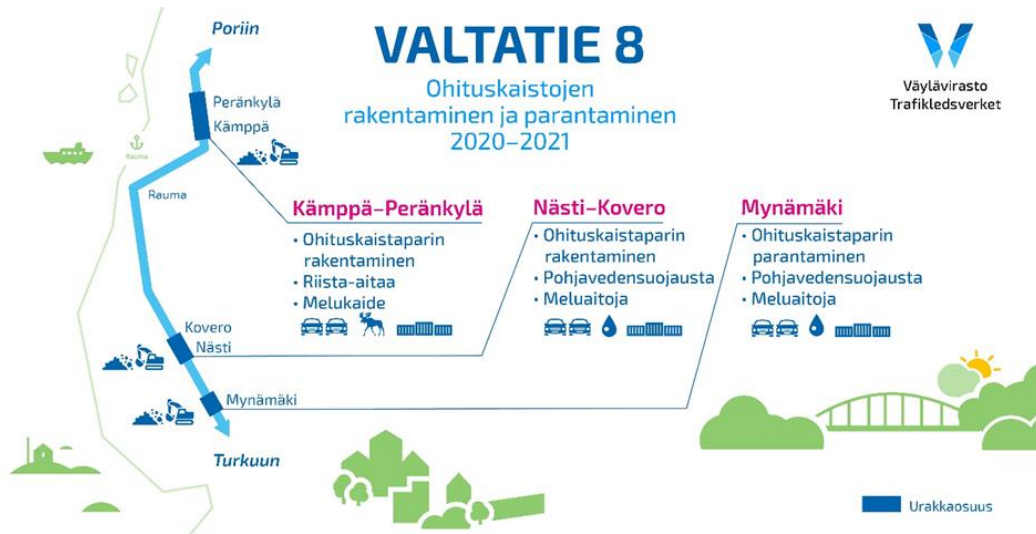 VALTATIE 8
Ohituskaistojen
rakentaminen ja parantaminen
2020–2021
Väylävirasto
Trafikledsverket
Poriin
Peränkylä
Kämppä
Rauma
Rauma
Kovero
Nästi
Mynämäki
Turkuun
Kämppä–Peränkylä
• Ohituskaistaparin
rakentaminen
• Riista-aitaa
• Melukaide
Nästi–Kovero
• Ohituskaistaparin
rakentaminen
• Pohjavedensuojausta
• Meluaitoja
Mynämäki
• Ohituskaistaparin
parantaminen
• Pohjavedensuojausta
• Meluaitoja
Urakkaosuus